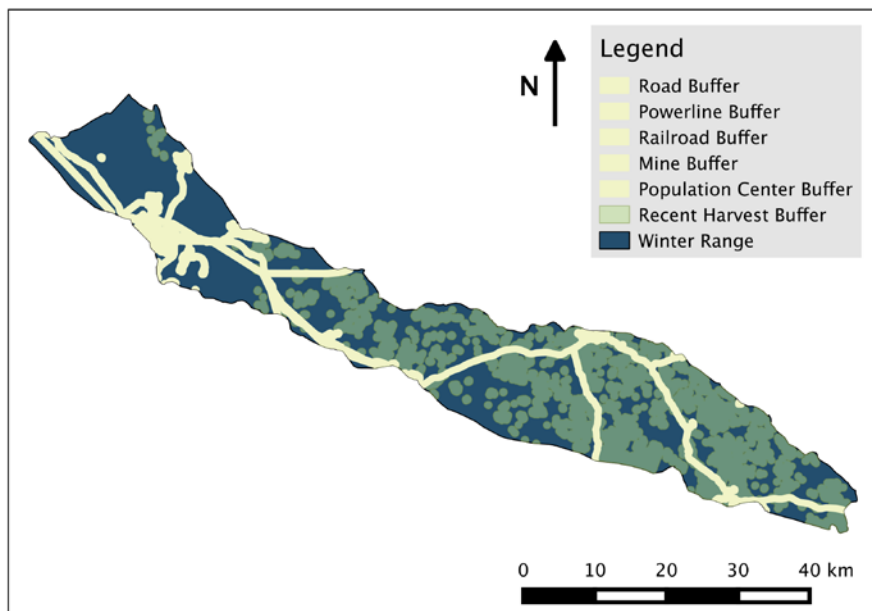 N
Legend
Road Buffer
Powerline Buffer
Railroad Buffer
Mine Buffer
Population Center Buffer
Recent Harvest Buffer
Winter Range
0 10 20 30 40 km